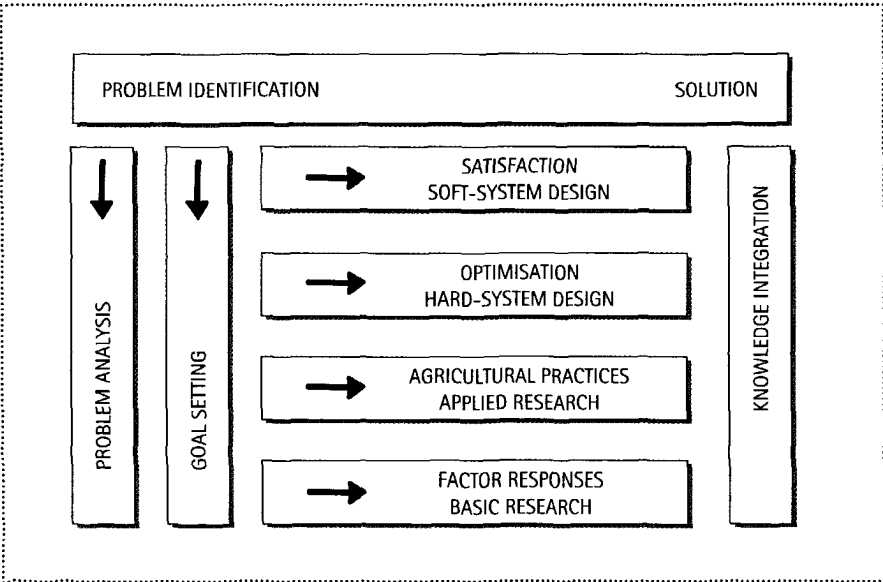 PROBLEM IDENTIFICATION SOLUTION
PROBLEM ANALYSIS
GOAL SETTING
SATISFACTION
SOFT-SYSTEM DESIGN
OPTIMISATION
HARD-SYSTEM DESIGN
AGRICULTURAL PRACTICES
APPLIED RESEARCH
FACTOR RESPONSES
BASIC RESEARCH
KNOWLEDGE INTEGRATION